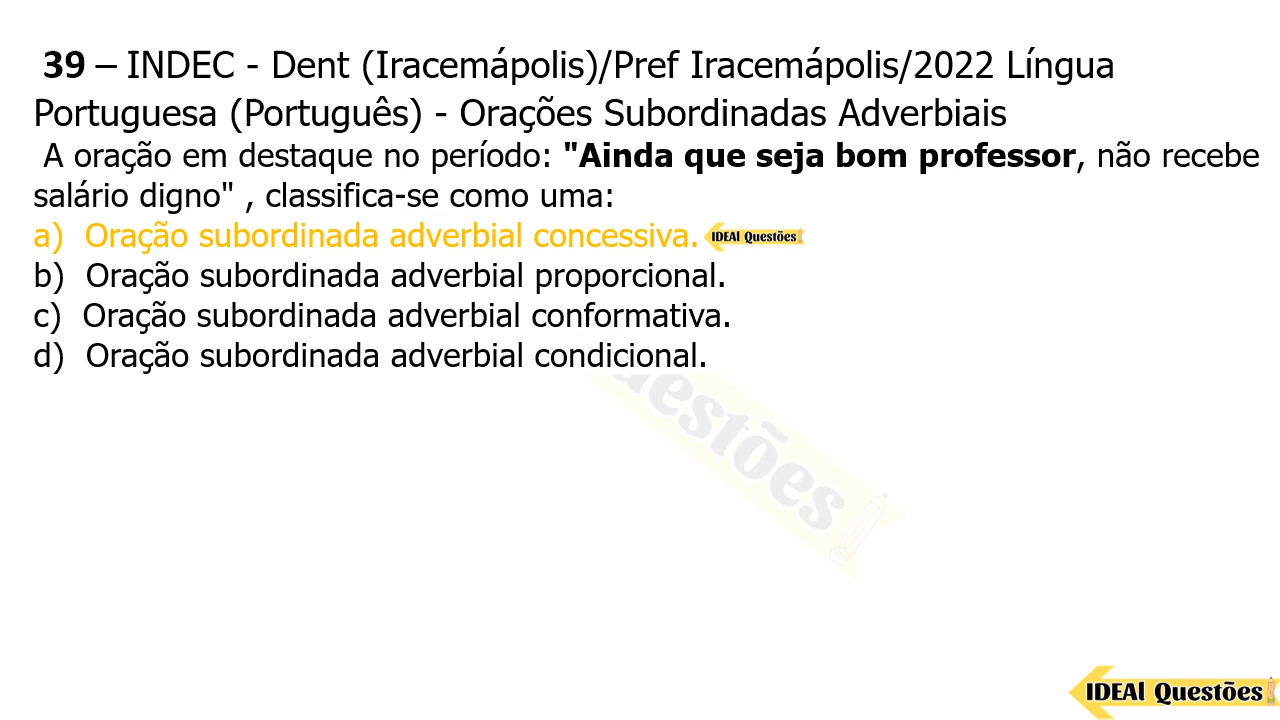 39 – INDEC - Dent (Iracemápolis)/Pref Iracemápolis/2022 Língua
Portuguesa (Português) - Orações Subordinadas Adverbiais
A oração em destaque no período: "Ainda que seja bom professor, não recebe
salário digno" , classifica-se como uma:
a) Oração subordinada adverbial concessiva. IDEAl Questões
b) Oração subordinada adverbial proporcional.
c) Oração subordinada adverbial conformativa.
d) Oração subordinada adverbial condicional.
uestões
IDEAl Questões